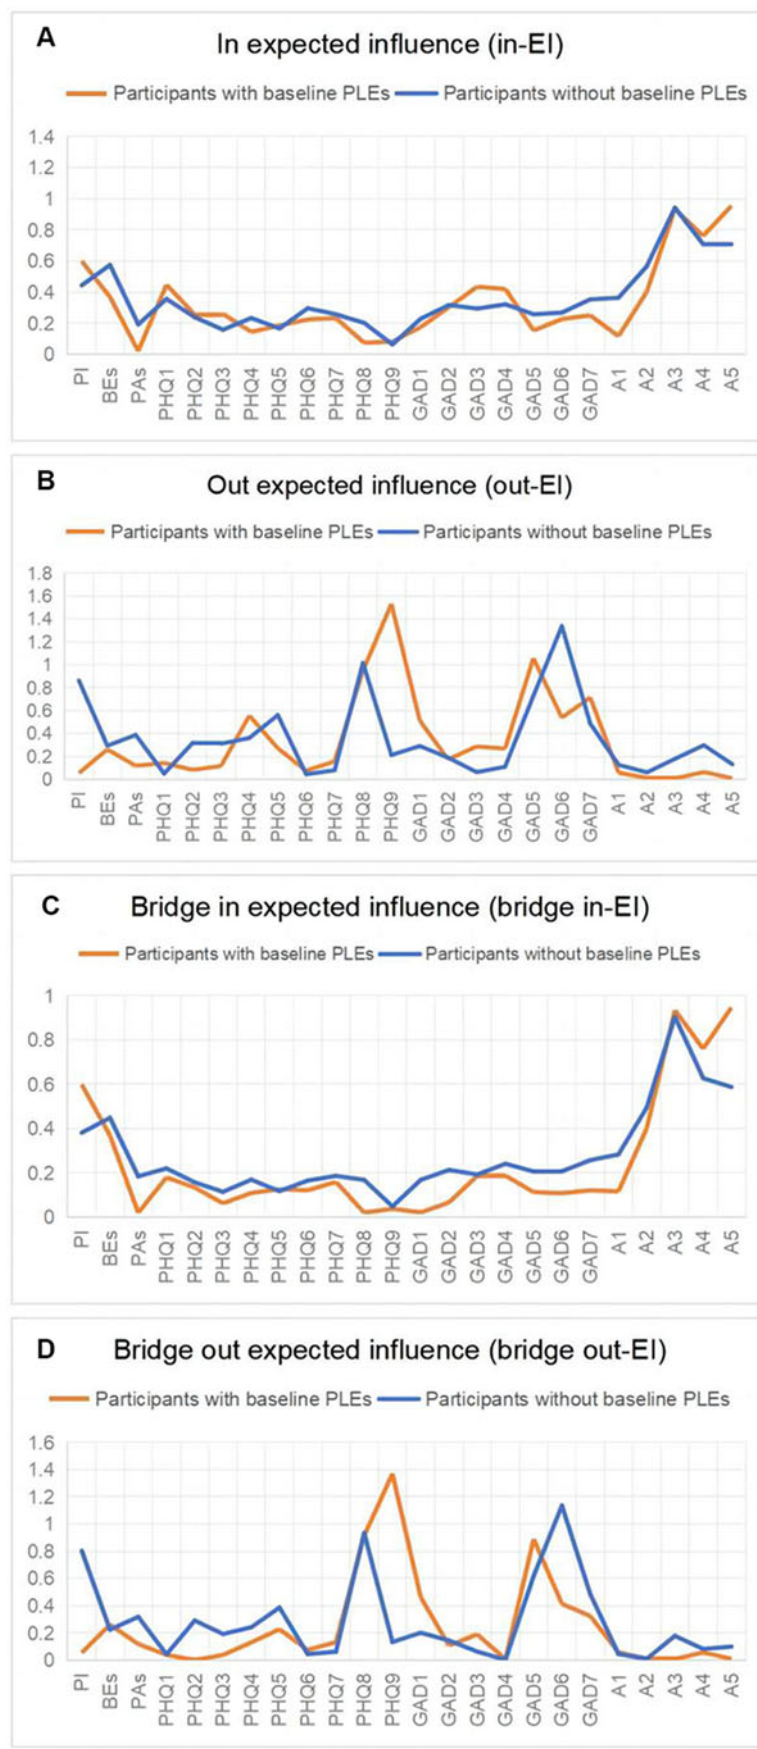 A
In expected influence (in-EI)
Participants with baseline PLEs Participants without baseline PLEs
1.4
1.2
1
0.8
0.6
0.4
0.2
0
PI BEs PAs PHQ1 PHQ2 PHQ3 PHQ4 PHQ5 PHQ6 PHQ7 PHQ8 PHQ9 GAD1 GAD2 GAD3 GAD4 GAD5 GAD6 GAD7 A1 A2 A3 A4 A5
B
Out expected influence (out-EI)
Participants with baseline PLEs Participants without baseline PLEs
1.8
1.6
1.4
1.2
1
0.8
0.6
0.4
0.2
0
PI BEs PAs PHQ1 PHQ2 PHQ3 PHQ4 PHQ5 PHQ6 PHQ7 PHQ8 PHQ9 GAD1 GAD2 GAD3 GAD4 GAD5 GAD6 GAD7 A1 A2 A3 A4 A5
C
Bridge in expected influence (bridge in-EI)
Participants with baseline PLEs Participants without baseline PLEs
1
0.8
0.6
0.4
0.2
0
PI BEs PAs PHQ1 PHQ2 PHQ3 PHQ4 PHQ5 PHQ6 PHQ7 PHQ8 PHQ9 GAD1 GAD2 GAD3 GAD4 GAD5 GAD6 GAD7 A1 A2 A3 A4 A5
D
Bridge out expected influence (bridge out-EI)
Participants with baseline PLEs Participants without baseline PLEs
1.6
1.4
1.2
1
0.8
0.6
0.4
0.2
0
PI BEs PAs PHQ1 PHQ2 PHQ3 PHQ4 PHQ5 PHQ6 PHQ7 PHQ8 PHQ9 GAD1 GAD2 GAD3 GAD4 GAD5 GAD6 GAD7 A1 A2 A3 A4 A5